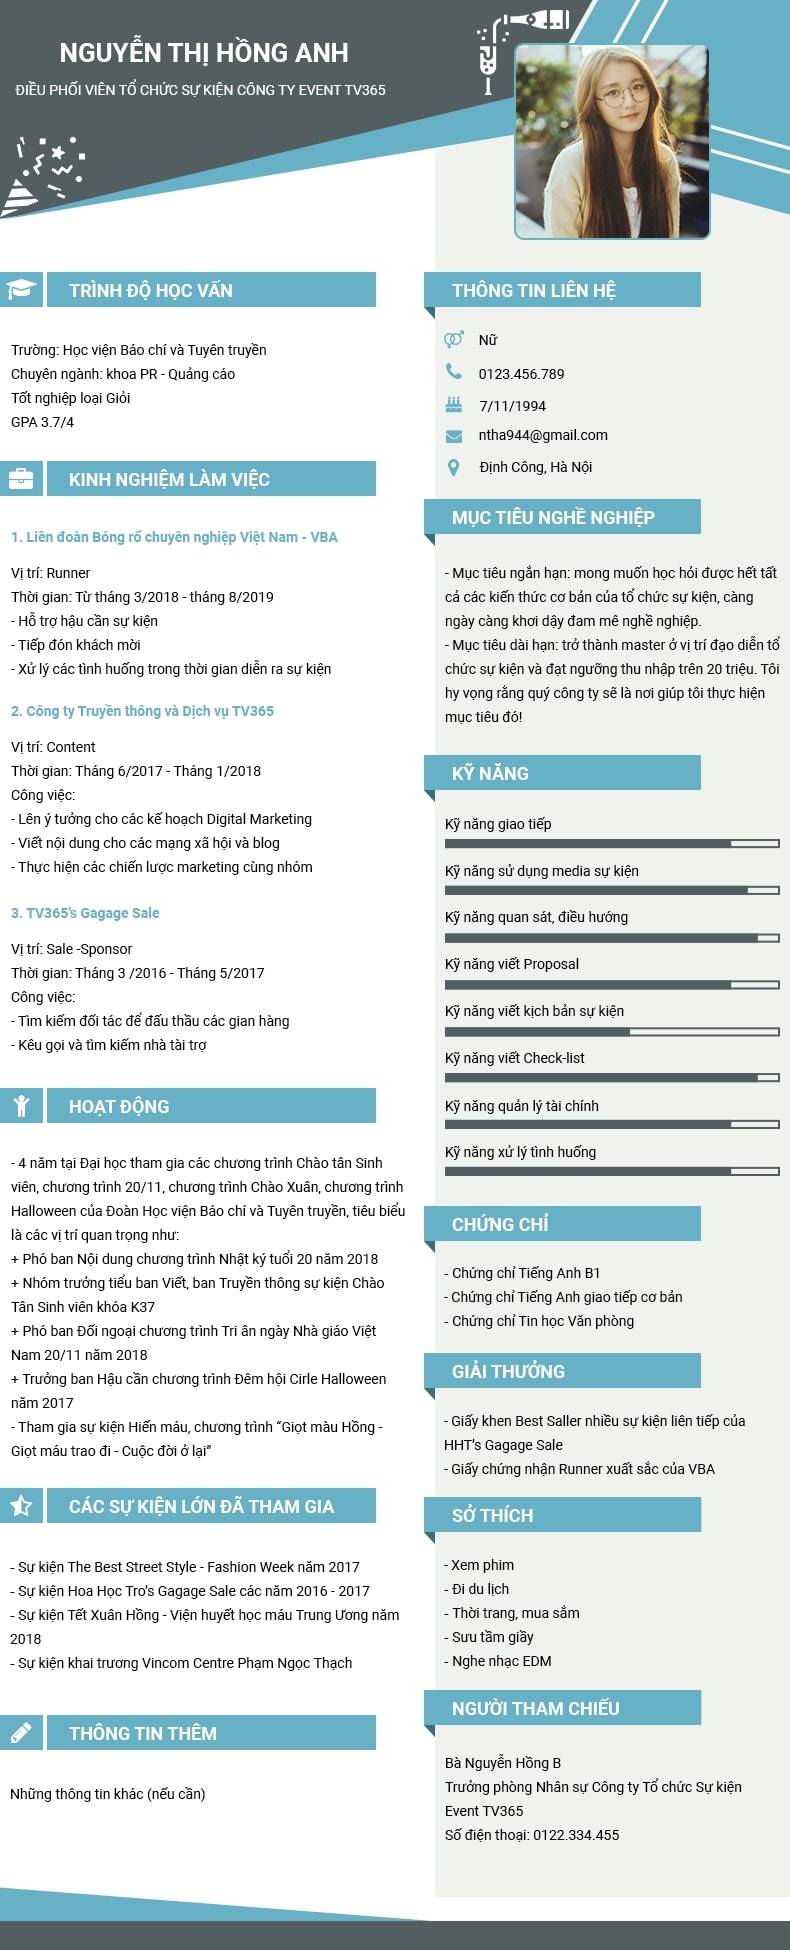 NGUYỄN THỊ HỒNG ANH
ĐIỀU PHỐI VIÊN TỔ CHỨC SỰ KIỆN CÔNG TY EVENT TV365
TRÌNH ĐỘ HỌC VẤN
Trường: Học viện Báo chí và Tuyên truyền
Chuyên ngành: khoa PR - Quảng cáo
Tốt nghiệp loại Giỏi
GPA 3.7/4
KINH NGHIỆM LÀM VIỆC
1. Liên đoàn Bóng rổ chuyên nghiệp Việt Nam - VBA
Vị trí: Runner
Thời gian: Từ tháng 3/2018 - tháng 8/2019
- Hỗ trợ hậu cần sự kiện
- Tiếp đón khách mời
- Xử lý các tình huống trong thời gian diễn ra sự kiện
2. Công ty Truyền thông và Dịch vụ TV365
Vị trí: Content
Thời gian: Tháng 6/2017 - Tháng 1/2018
Công việc:
- Lên ý tưởng cho các kế hoạch Digital Marketing
- Viết nội dung cho các mạng xã hội và blog
- Thực hiện các chiến lược marketing cùng nhóm
3. TV365's Gagage Sale
Vị trí: Sale -Sponsor
Thời gian: Tháng 3 /2016 - Tháng 5/2017
Công việc:
- Tìm kiếm đối tác để đấu thầu các gian hàng
- Kêu gọi và tìm kiếm nhà tài trợ
HOẠT ĐỘNG
- 4 năm tại Đại học tham gia các chương trình Chào tân Sinh
viên, chương trình 20/11, chương trình Chào Xuân, chương trình
Halloween của Đoàn Học viện Báo chí và Tuyên truyền, tiêu biểu
là các vị trí quan trọng như:
+ Phó ban Nội dung chương trình Nhật ký tuổi 20 năm 2018
+ Nhóm trưởng tiểu ban Viết, ban Truyền thông sự kiện Chào
Tân Sinh viên khóa K37
+ Phó ban Đối ngoại chương trình Tri ân ngày Nhà giáo Việt
Nam 20/11 năm 2018
+ Trưởng ban Hậu cần chương trình Đêm hội Cirle Halloween
năm 2017
- Tham gia sự kiện Hiến máu, chương trình “Giọt màu Hồng -
Giọt máu trao đi - Cuộc đời ở lại”
CÁC SỰ KIỆN LỚN ĐÃ THAM GIA
- Sự kiện The Best Street Style - Fashion Week năm 2017
- Sự kiện Hoa Học Tro's Gagage Sale các năm 2016 - 2017
- Sự kiện Tết Xuân Hồng - Viện huyết học máu Trung Ương năm
2018
- Sự kiện khai trương Vincom Centre Phạm Ngọc Thạch
THÔNG TIN THÊM
Những thông tin khác (nếu cần)
THÔNG TIN LIÊN HỆ
Nữ
0123.456.789
7/11/1994
ntha944@gmail.com
Định Công, Hà Nội
MỤC TIÊU NGHỀ NGHIỆP
- Mục tiêu ngắn hạn: mong muốn học hỏi được hết tất
cả các kiến thức cơ bản của tổ chức sự kiện, càng
ngày càng khơi dậy đam mê nghề nghiệp.
- Mục tiêu dài hạn: trở thành master ở vị trí đạo diễn tổ
chức sự kiện và đạt ngưỡng thu nhập trên 20 triệu. Tôi
hy vọng rằng quý công ty sẽ là nơi giúp tôi thực hiện
mục tiêu đó!
KỸ NĂNG
Kỹ năng giao tiếp
Kỹ năng sử dụng media sự kiện
Kỹ năng quan sát, điều hướng
Kỹ năng viết Proposal
Kỹ năng viết kịch bản sự kiện
Kỹ năng viết Check-list
Kỹ năng quản lý tài chính
Kỹ năng xử lý tình huống
CHỨNG CHỈ
- Chứng chỉ Tiếng Anh B1
- Chứng chỉ Tiếng Anh giao tiếp cơ bản
- Chứng chỉ Tin học Văn phòng
GIẢI THƯỞNG
- Giấy khen Best Saller nhiều sự kiện liên tiếp của
HHT's Gagage Sale
- Giấy chứng nhận Runner xuất sắc của VBA
SỞ THÍCH
- Xem phim
- Đi du lịch
- Thời trang, mua sắm
- Sưu tầm giầy
- Nghe nhạc EDM
NGƯỜI THAM CHIẾU
Bà Nguyễn Hồng B
Trưởng phòng Nhân sự Công ty Tổ chức Sự kiện
Event TV365
Số điện thoại: 0122.334.455